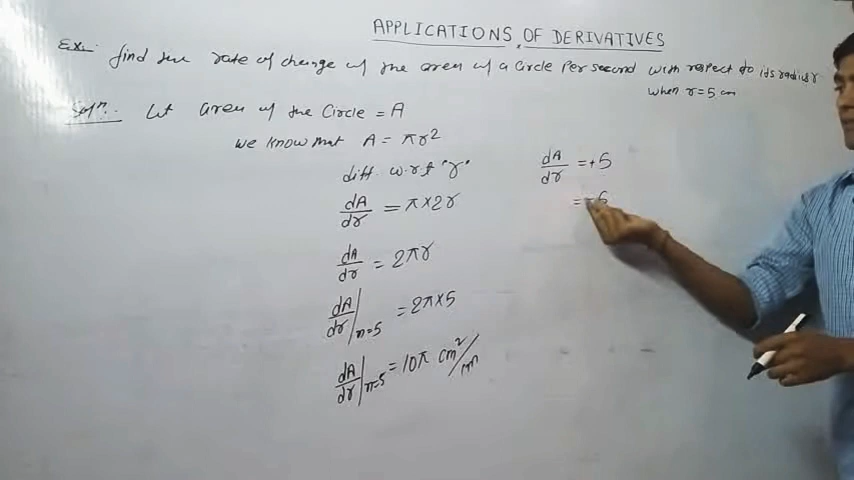 APPLICATIONS OF DERIVATIVES
Ex:- find the rate of change of the area of a circle per second with respect to its radius r
when r = 5 cm
Solⁿ:- Let area of the circle = A
we know that A = πr²
diff. w.r.t "r"
dA/dr = π×2r
dA/dr = 2πr
dA/dr|r=5 = 2π×5
dA/dr|r=5 = 10π cm²/cm
dA/dr = +5